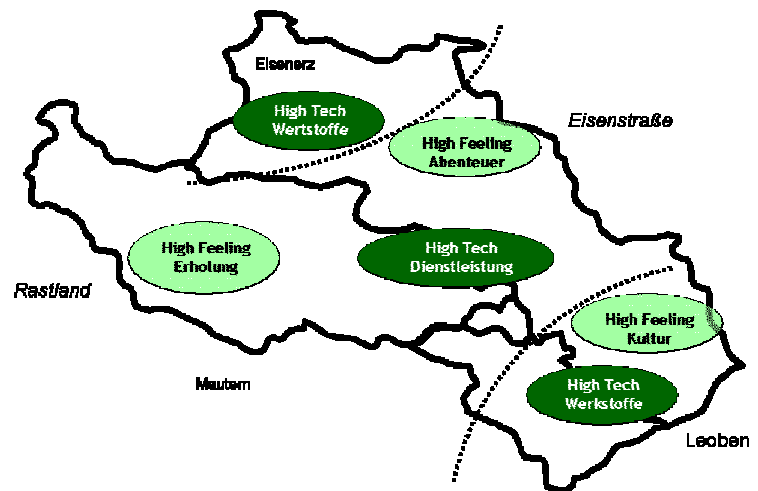 Eisenerz
High Tech
Wertstoffe
Eisenstraße
High Feeling
Abenteuer
High Feeling
Erholung
High Tech
Dienstleistung
Rastland
High Feeling
Kultur
Mautern
High Tech
Werkstoffe
Leoben